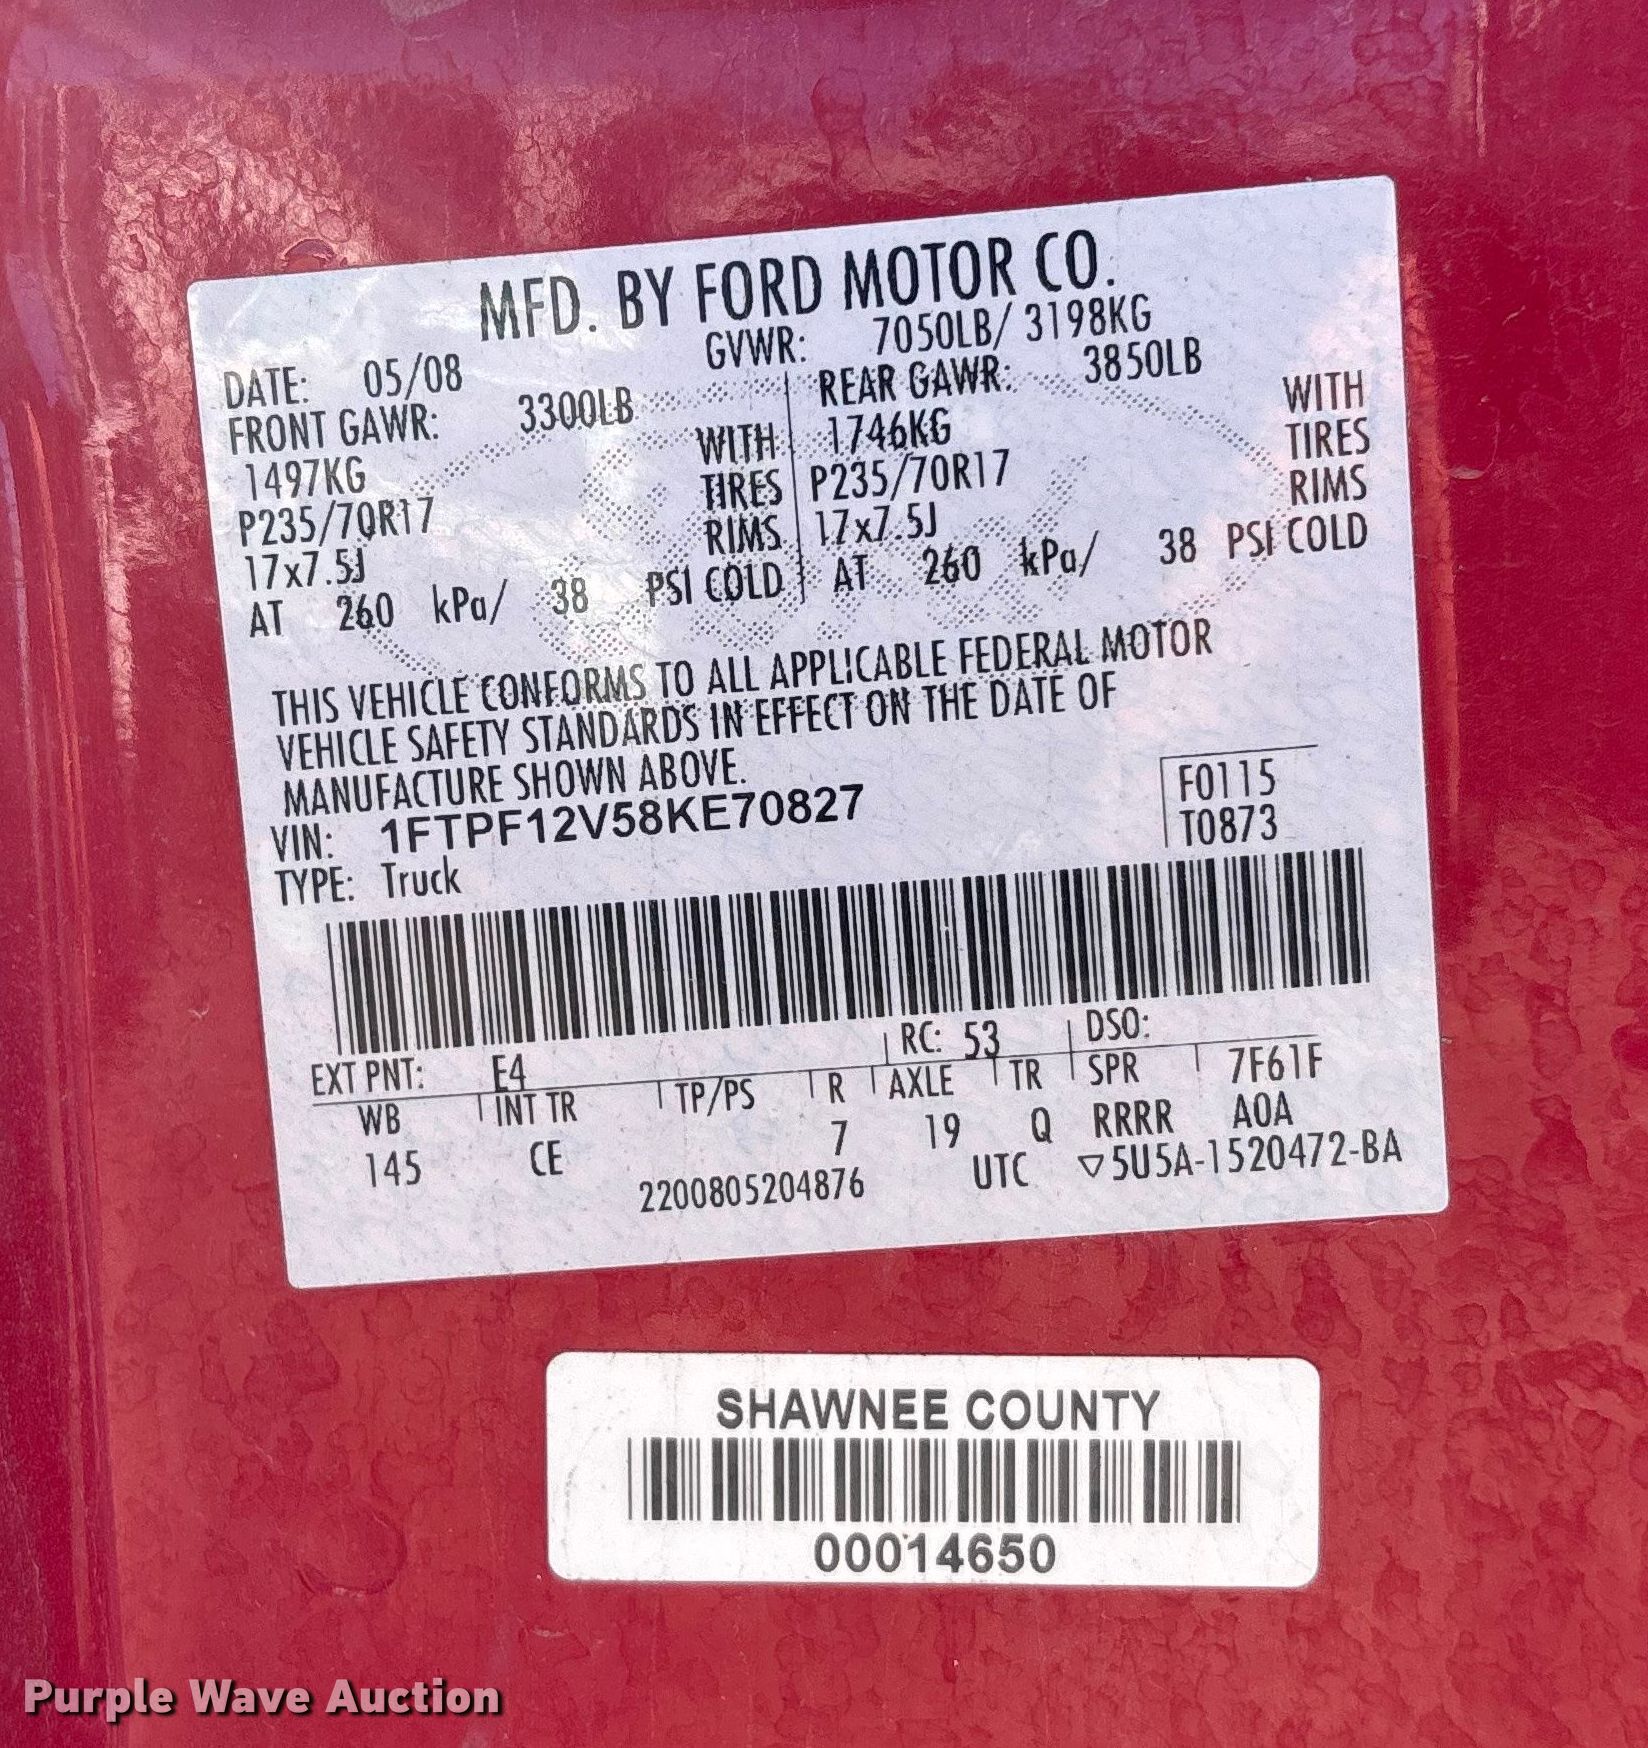 MFD. BY FORD MOTOR CO.
DATE: 05/08 GVWR: 7050LB/ 3198KG
FRONT GAWR: 3300LB REAR GAWR: 3850LB
1497KG WITH 1746KG WITH
P235/70R17 TIRES P235/70R17 TIRES
17x7.5J RIMS 17x7.5J RIMS
AT 260 kPa/ 38 PSI COLD AT 260 kPa/ 38 PSI COLD
THIS VEHICLE CONFORMS TO ALL APPLICABLE FEDERAL MOTOR
VEHICLE SAFETY STANDARDS IN EFFECT ON THE DATE OF
MANUFACTURE SHOWN ABOVE.
VIN: 1FTPF12V58KE70827 F0115
TYPE: Truck T0873
EXT PNT: E4 RC: 53 DSO:
WB INT TR TP/PS R AXLE TR SPR 7F61F
145 CE 7 19 Q RRRR A0A
2200805204876 UTC ▽5U5A-1520472-BA
SHAWNEE COUNTY
00014650
Purple Wave Auction